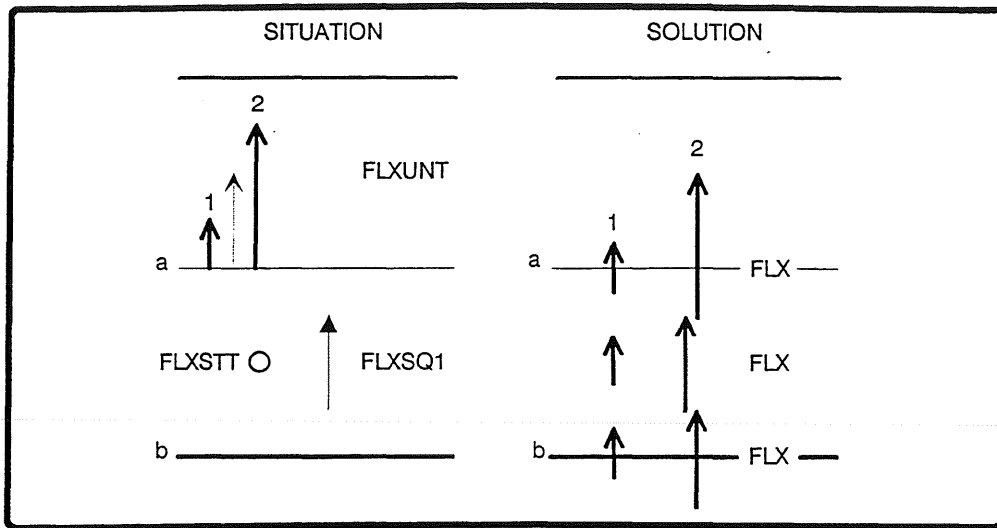 SITUATION SOLUTION
2
FLXUNT
2
1
1
a
a FLX
FLXSTT FLXSQ1 FLX
b
b FLX